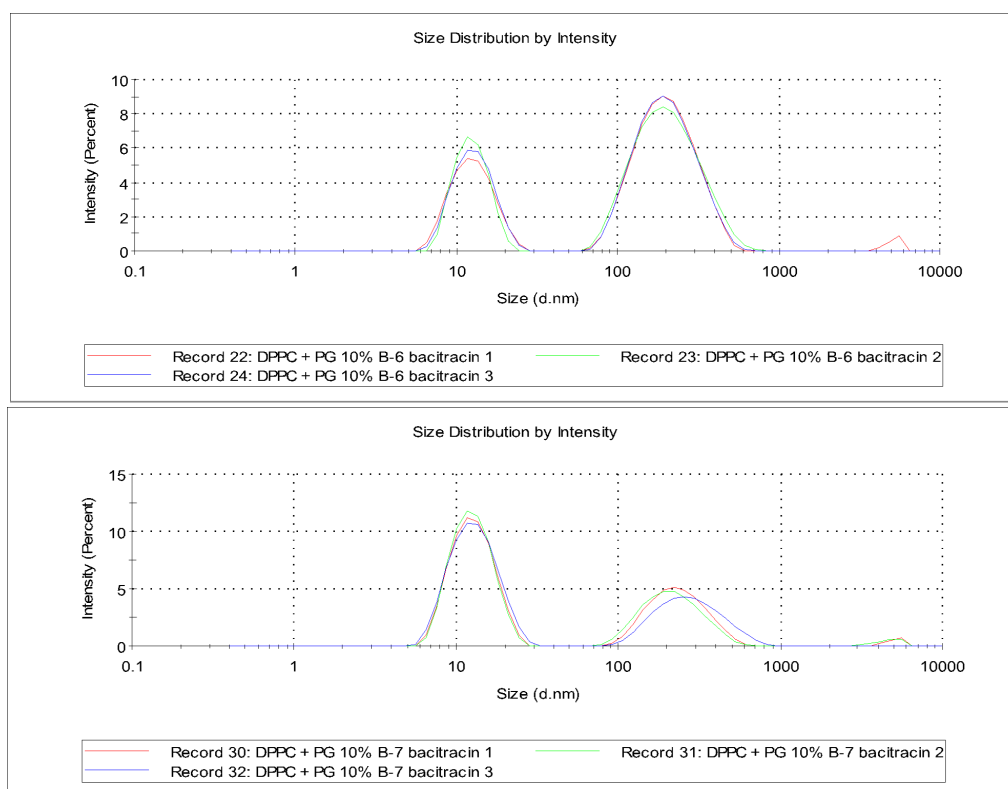 Size Distribution by Intensity
10
8
6
4
2
0
Intensity (Percent)
0.1 1 10 100 1000 10000
Size (d.nm)
Record 22: DPPC + PG 10% B-6 bacitracin 1 Record 23: DPPC + PG 10% B-6 bacitracin 2
Record 24: DPPC + PG 10% B-6 bacitracin 3
Size Distribution by Intensity
15
10
5
0
Intensity (Percent)
0.1 1 10 100 1000 10000
Size (d.nm)
Record 30: DPPC + PG 10% B-7 bacitracin 1 Record 31: DPPC + PG 10% B-7 bacitracin 2
Record 32: DPPC + PG 10% B-7 bacitracin 3